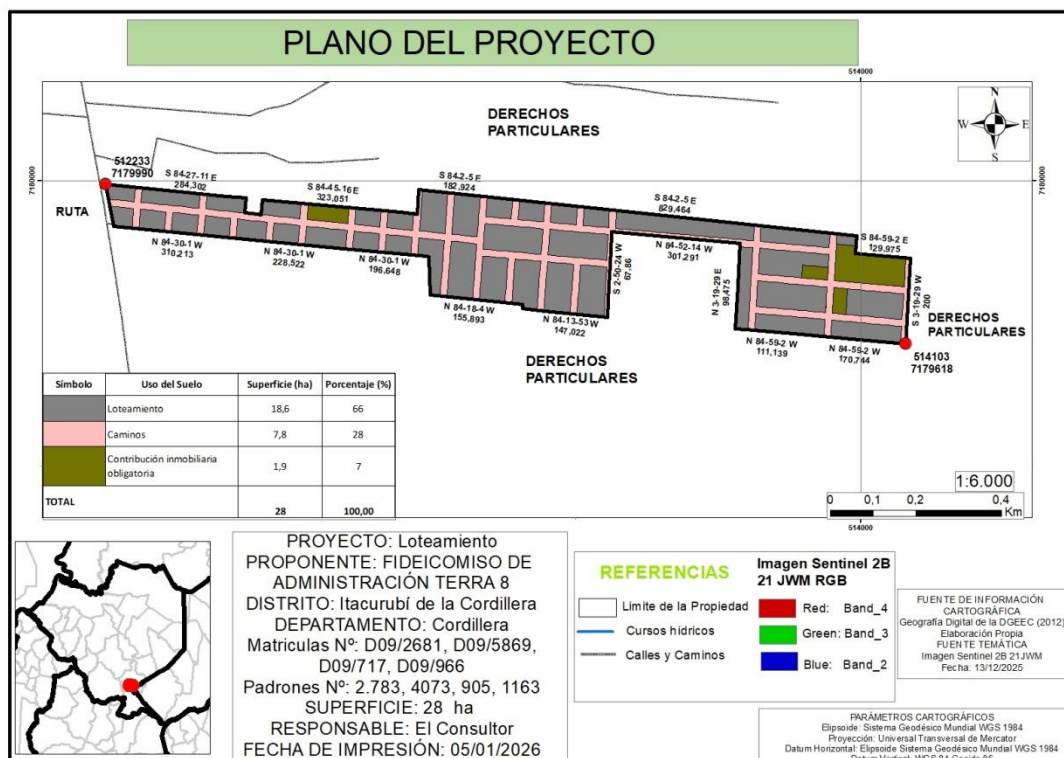 PLANO DEL PROYECTO
514000
DERECHOS
PARTICULARES
N
W E
S
7180000
7180000
512233
7179990
RUTA
S 84-27-11 E
284,302
S 84-45-16 E
323,051
S 84-2-5 E
182,924
S 84-2-5 E
829,464
S 84-59-2 E
129,975
N 84-30-1 W
310,213
N 84-30-1 W
228,522
N 84-30-1 W
196,648
S 2-50-24 W
67,86
N 84-52-14 W
301,291
N 3-19-29 E
98,475
S 3-19-29 W
200
N 84-18-4 W
155,893
N 84-13-53 W
147,022
N 84-59-2 W
111,139
N 84-59-2 W
170,744
DERECHOS
PARTICULARES
DERECHOS
PARTICULARES
514103
7179618
Símbolo Uso del Suelo Superficie (ha) Porcentaje (%)
Loteamiento 18,6 66
Caminos 7,8 28
Contribución inmobiliaria
obligatoria 1,9 7
TOTAL 28 100,00
1:6.000
0 0,1 0,2 0,4
Km
514000
PROYECTO: Loteamiento
PROPONENTE: FIDEICOMISO DE
ADMINISTRACIÓN TERRA 8
DISTRITO: Itacurubí de la Cordillera
DEPARTAMENTO: Cordillera
Matriculas Nº: D09/2681, D09/5869,
D09/717, D09/966
Padrones Nº: 2.783, 4073, 905, 1163
SUPERFICIE: 28 ha
RESPONSABLE: El Consultor
FECHA DE IMPRESIÓN: 05/01/2026
REFERENCIAS
Limite de la Propiedad
Cursos hídricos
Calles y Caminos
Imagen Sentinel 2B
21 JWM RGB
Red: Band_4
Green: Band_3
Blue: Band_2
FUENTE DE INFORMACIÓN
CARTOGRÁFICA
Geografía Digital de la DGEEC (2012)
Elaboración Propia
FUENTE TEMÁTICA
Imagen Sentinel 2B 21JWM
Fecha: 13/12/2025
PARÁMETROS CARTOGRÁFICOS
Elipsoide: Sistema Geodésico Mundial WGS 1984
Proyección: Universal Transversal de Mercator
Datum Horizontal: Elipsoide Sistema Geodésico Mundial WGS 1984
Datum Vertical: WGS 84 Geoide 96